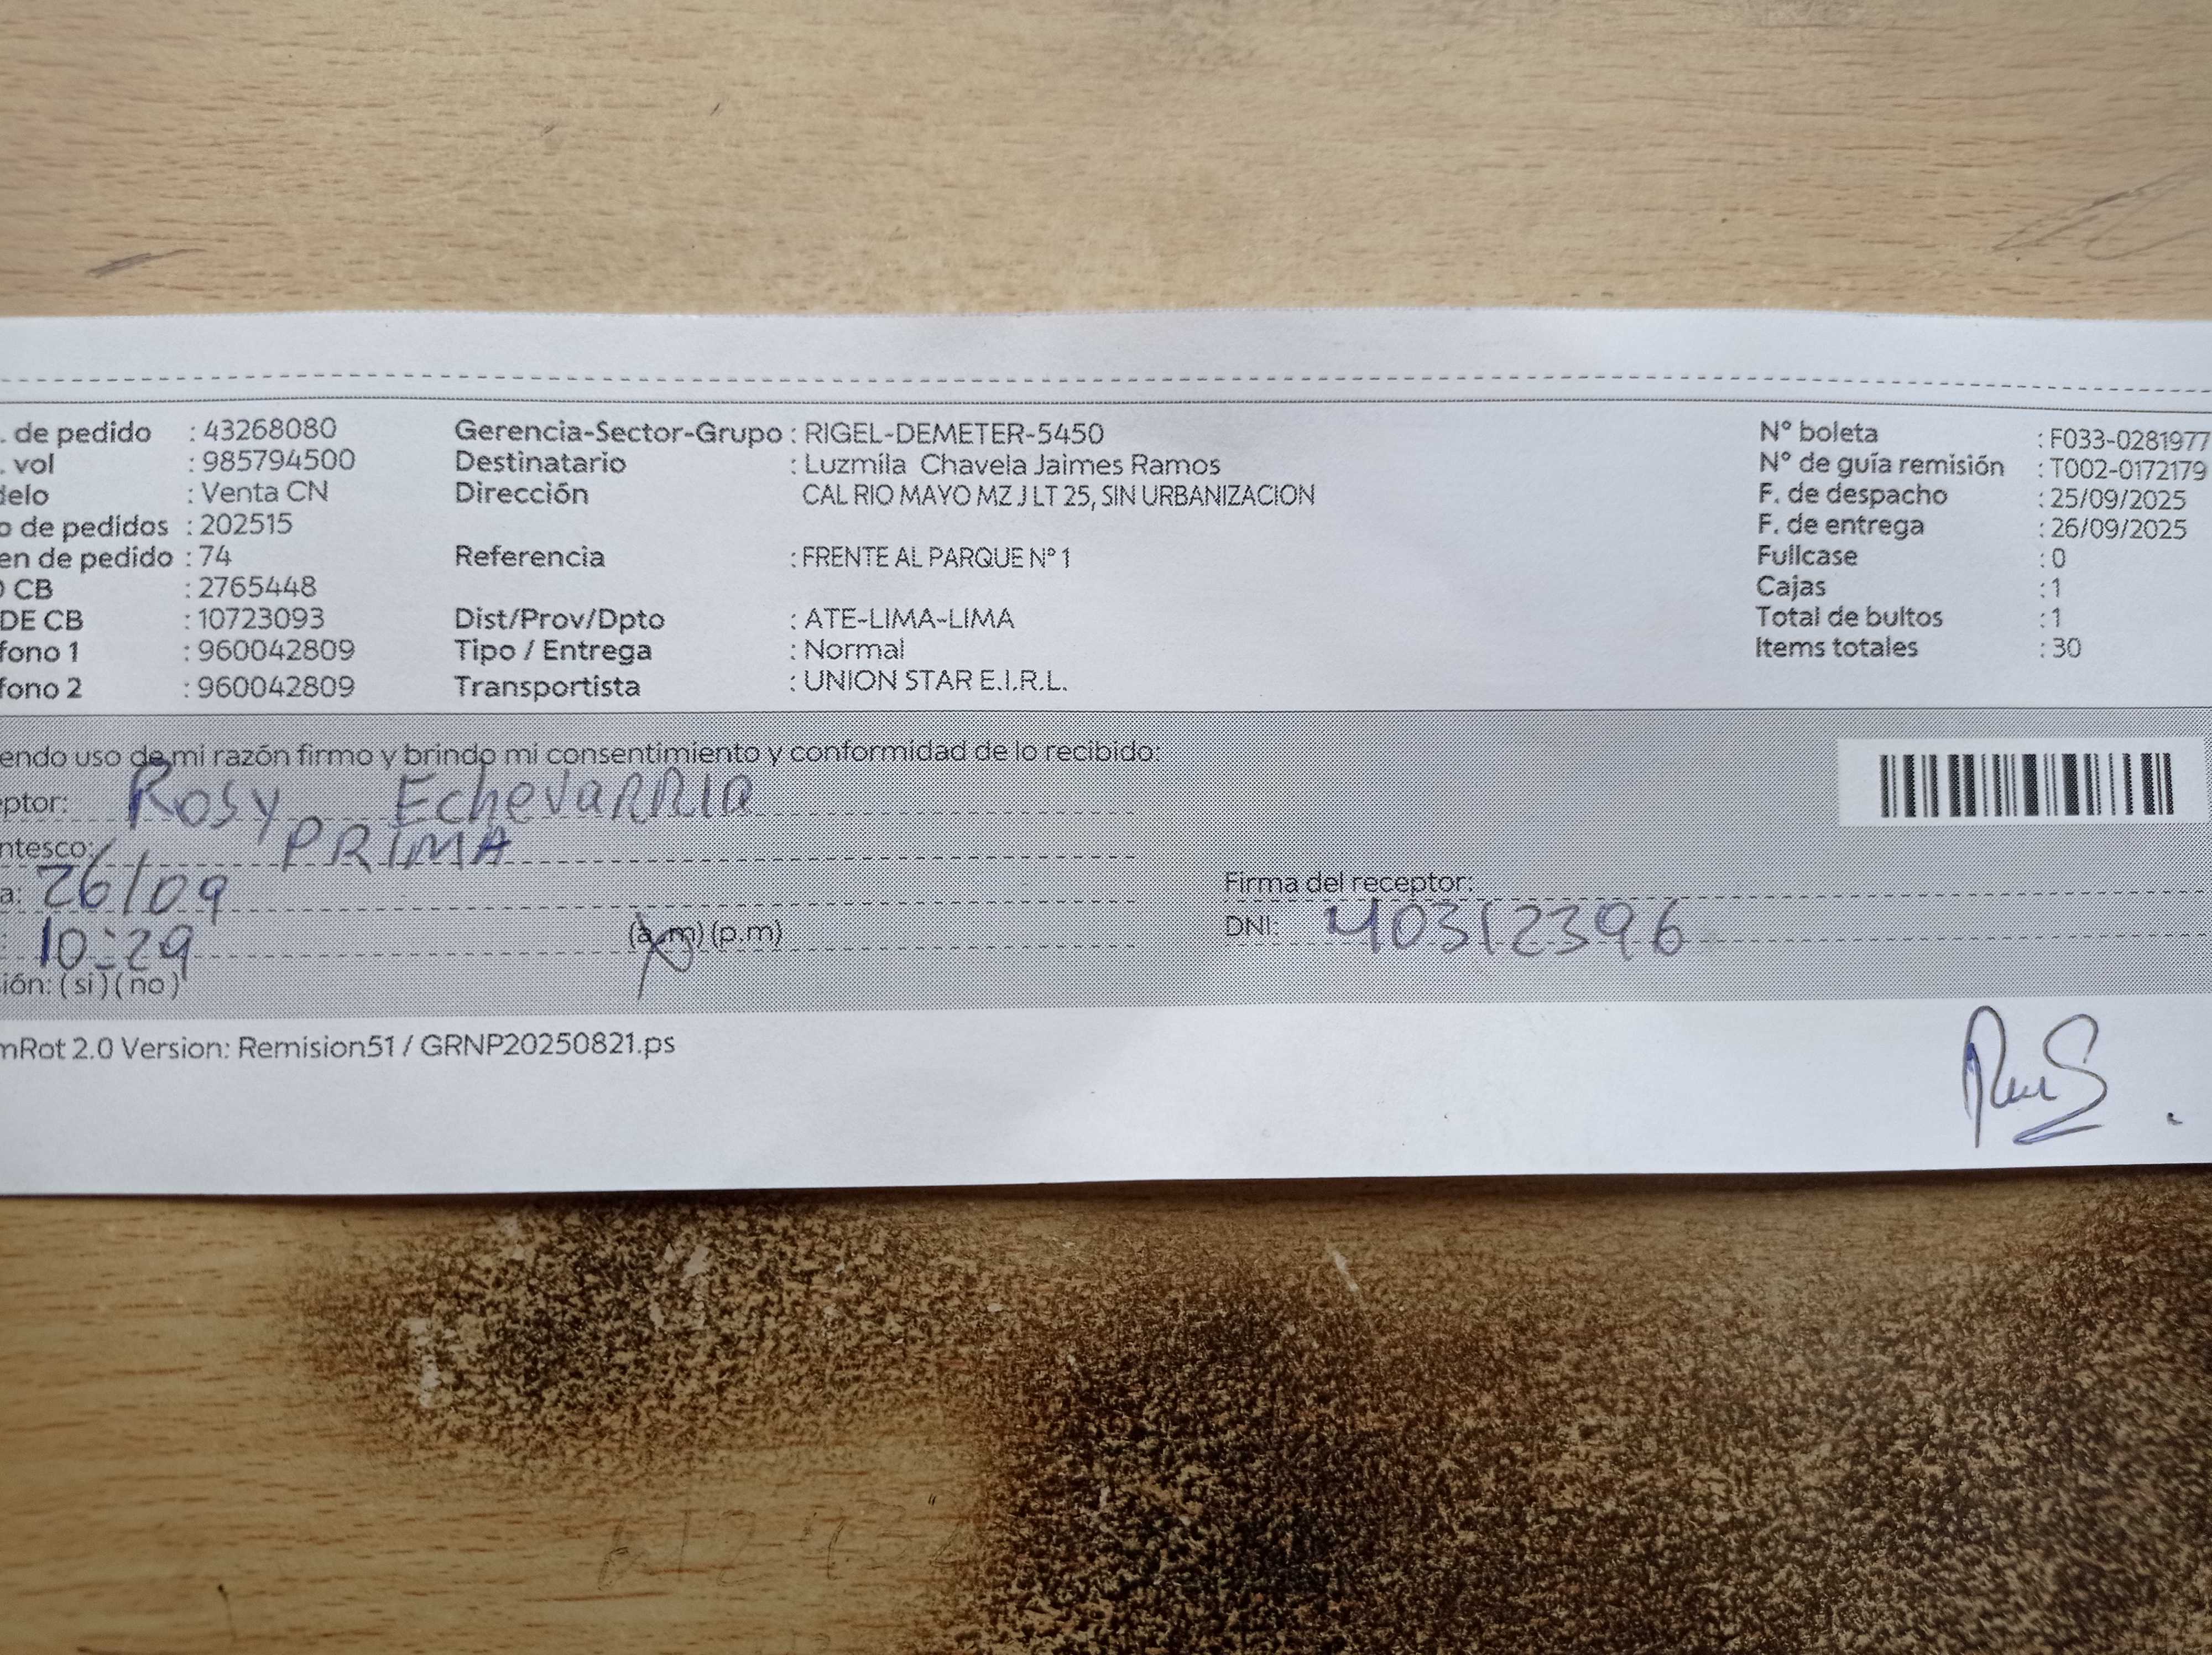 . de pedido : 43268080
. vol : 985794500
delo : Venta CN
o de pedidos : 202515
en de pedido : 74
O CB : 2765448
DE CB : 10723093
fono 1 : 960042809
fono 2 : 960042809
Gerencia-Sector-Grupo : RIGEL-DEMETER-5450
Destinatario : Luzmila Chavela Jaimes Ramos
Dirección CAL RIO MAYO MZ J LT 25, SIN URBANIZACION
Referencia : FRENTE AL PARQUE N° 1
Dist/Prov/Dpto : ATE-LIMA-LIMA
Tipo / Entrega : Normal
Transportista : UNION STAR E.I.R.L.
N° boleta : F033-0281977
N° de guía remisión : T002-0172179
F. de despacho : 25/09/2025
F. de entrega : 26/09/2025
Fullcase : 0
Cajas : 1
Total de bultos : 1
Items totales : 30
endo uso de mi razón firmo y brindo mi consentimiento y conformidad de lo recibido:
eptor: Rosy Echevarria
ntesco: PRIMA
a: 26/09
: 10:29 (a.m) (p.m)
ión: (si) (no)
Firma del receptor:
DNI: 40312396
mRot 2.0 Version: Remision51 / GRNP20250821.ps